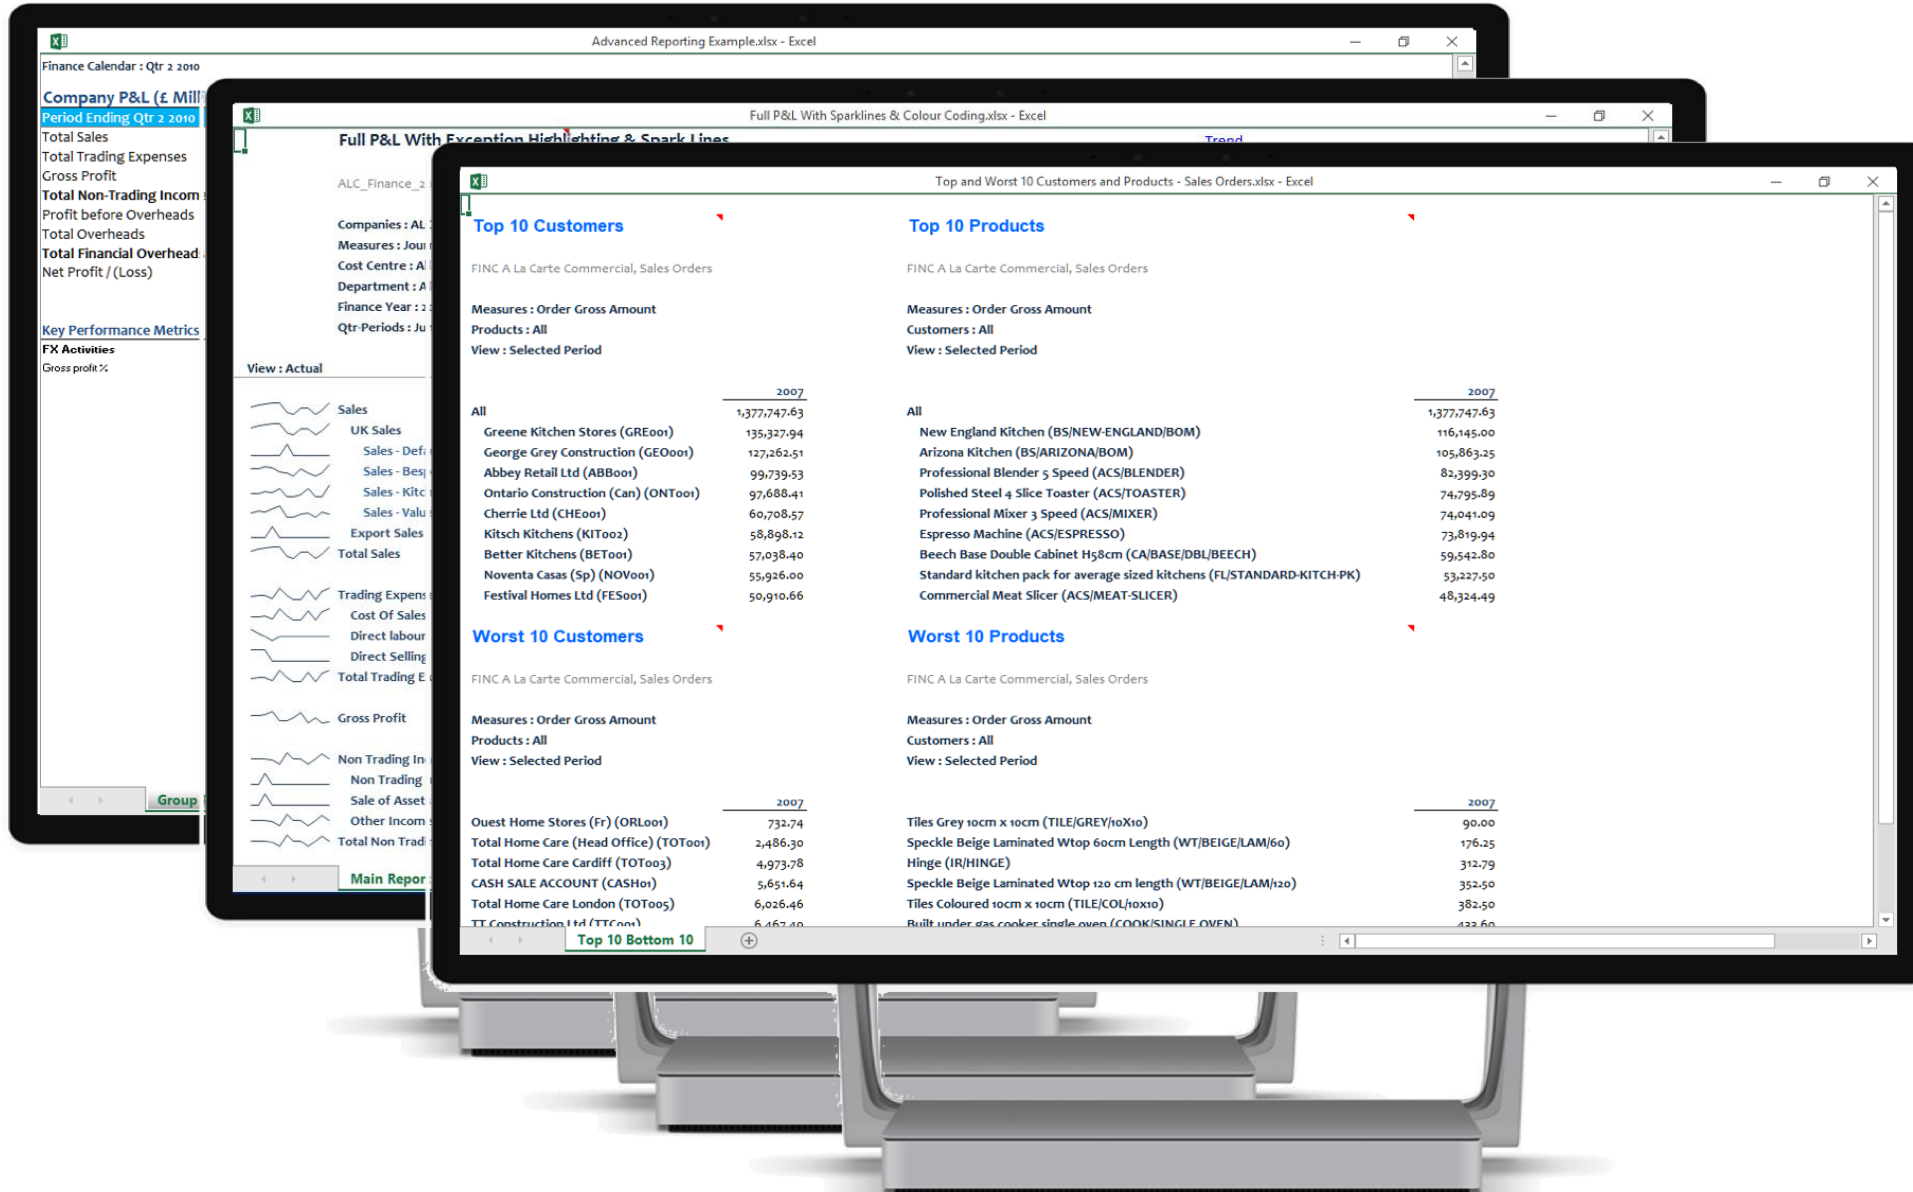 Advanced Reporting Example.xlsx - Excel
Finance Calendar : Qtr 2 2010
Company P&L (£ Mill
Period Ending Qtr 2 2010
Total Sales
Total Trading Expenses
Gross Profit
Total Non-Trading Incom
Profit before Overheads
Total Overheads
Total Financial Overhead
Net Profit / (Loss)
Key Performance Metrics
FX Activities
Gross profit %
Group
Full P&L With Sparklines & Colour Coding.xlsx - Excel
Full P&L With Exception Highlighting & Spark Lines
Trend
ALC_Finance_2
Companies : AL
Measures : Jour
Cost Centre : A
Department : A
Finance Year : 2
Qtr-Periods : Ju
View : Actual
Sales
UK Sales
Sales - Defa
Sales - Besp
Sales - Kitc
Sales - Valu
Export Sales
Total Sales
Trading Expens
Cost Of Sales
Direct labour
Direct Selling
Total Trading E
Gross Profit
Non Trading In
Non Trading
Sale of Asset
Other Incom
Total Non Trad
Main Repor
Top and Worst 10 Customers and Products - Sales Orders.xlsx - Excel
Top 10 Customers
FINC A La Carte Commercial, Sales Orders
Measures : Order Gross Amount
Products : All
View : Selected Period
2007
All 1,377,747.63
Greene Kitchen Stores (GRE001) 135,327.94
George Grey Construction (GEO001) 127,262.51
Abbey Retail Ltd (ABB001) 99,739.53
Ontario Construction (Can) (ONT001) 97,688.41
Cherrie Ltd (CHE001) 60,708.57
Kitsch Kitchens (KIT002) 58,898.12
Better Kitchens (BET001) 57,038.40
Noventa Casas (Sp) (NOV001) 55,926.00
Festival Homes Ltd (FES001) 50,910.66
Top 10 Products
FINC A La Carte Commercial, Sales Orders
Measures : Order Gross Amount
Customers : All
View : Selected Period
2007
All 1,377,747.63
New England Kitchen (BS/NEW-ENGLAND/BOM) 116,145.00
Arizona Kitchen (BS/ARIZONA/BOM) 105,863.25
Professional Blender 5 Speed (ACS/BLENDER) 82,399.30
Polished Steel 4 Slice Toaster (ACS/TOASTER) 74,795.89
Professional Mixer 3 Speed (ACS/MIXER) 74,041.09
Espresso Machine (ACS/ESPRESSO) 73,819.94
Beech Base Double Cabinet H58cm (CA/BASE/DBL/BEECH) 59,542.80
Standard kitchen pack for average sized kitchens (FL/STANDARD-KITCH-PK) 53,227.50
Commercial Meat Slicer (ACS/MEAT-SLICER) 48,324.49
Worst 10 Customers
FINC A La Carte Commercial, Sales Orders
Measures : Order Gross Amount
Products : All
View : Selected Period
2007
Ouest Home Stores (Fr) (ORL001) 732.74
Total Home Care (Head Office) (TOT001) 2,486.30
Total Home Care Cardiff (TOT003) 4,973.78
CASH SALE ACCOUNT (CASH01) 5,651.64
Total Home Care London (TOT005) 6,026.46
TT Construction Ltd (TTC001) 6,467.49
Worst 10 Products
FINC A La Carte Commercial, Sales Orders
Measures : Order Gross Amount
Customers : All
View : Selected Period
2007
Tiles Grey 10cm x 10cm (TILE/GREY/10X10) 90.00
Speckle Beige Laminated Wtop 60cm Length (WT/BEIGE/LAM/60) 176.25
Hinge (IR/HINGE) 312.79
Speckle Beige Laminated Wtop 120 cm length (WT/BEIGE/LAM/120) 352.50
Tiles Coloured 10cm x 10cm (TILE/COL/10x10) 382.50
Built under gas cooker single oven (COOK/SINGLE OVEN) 433.60
Top 10 Bottom 10